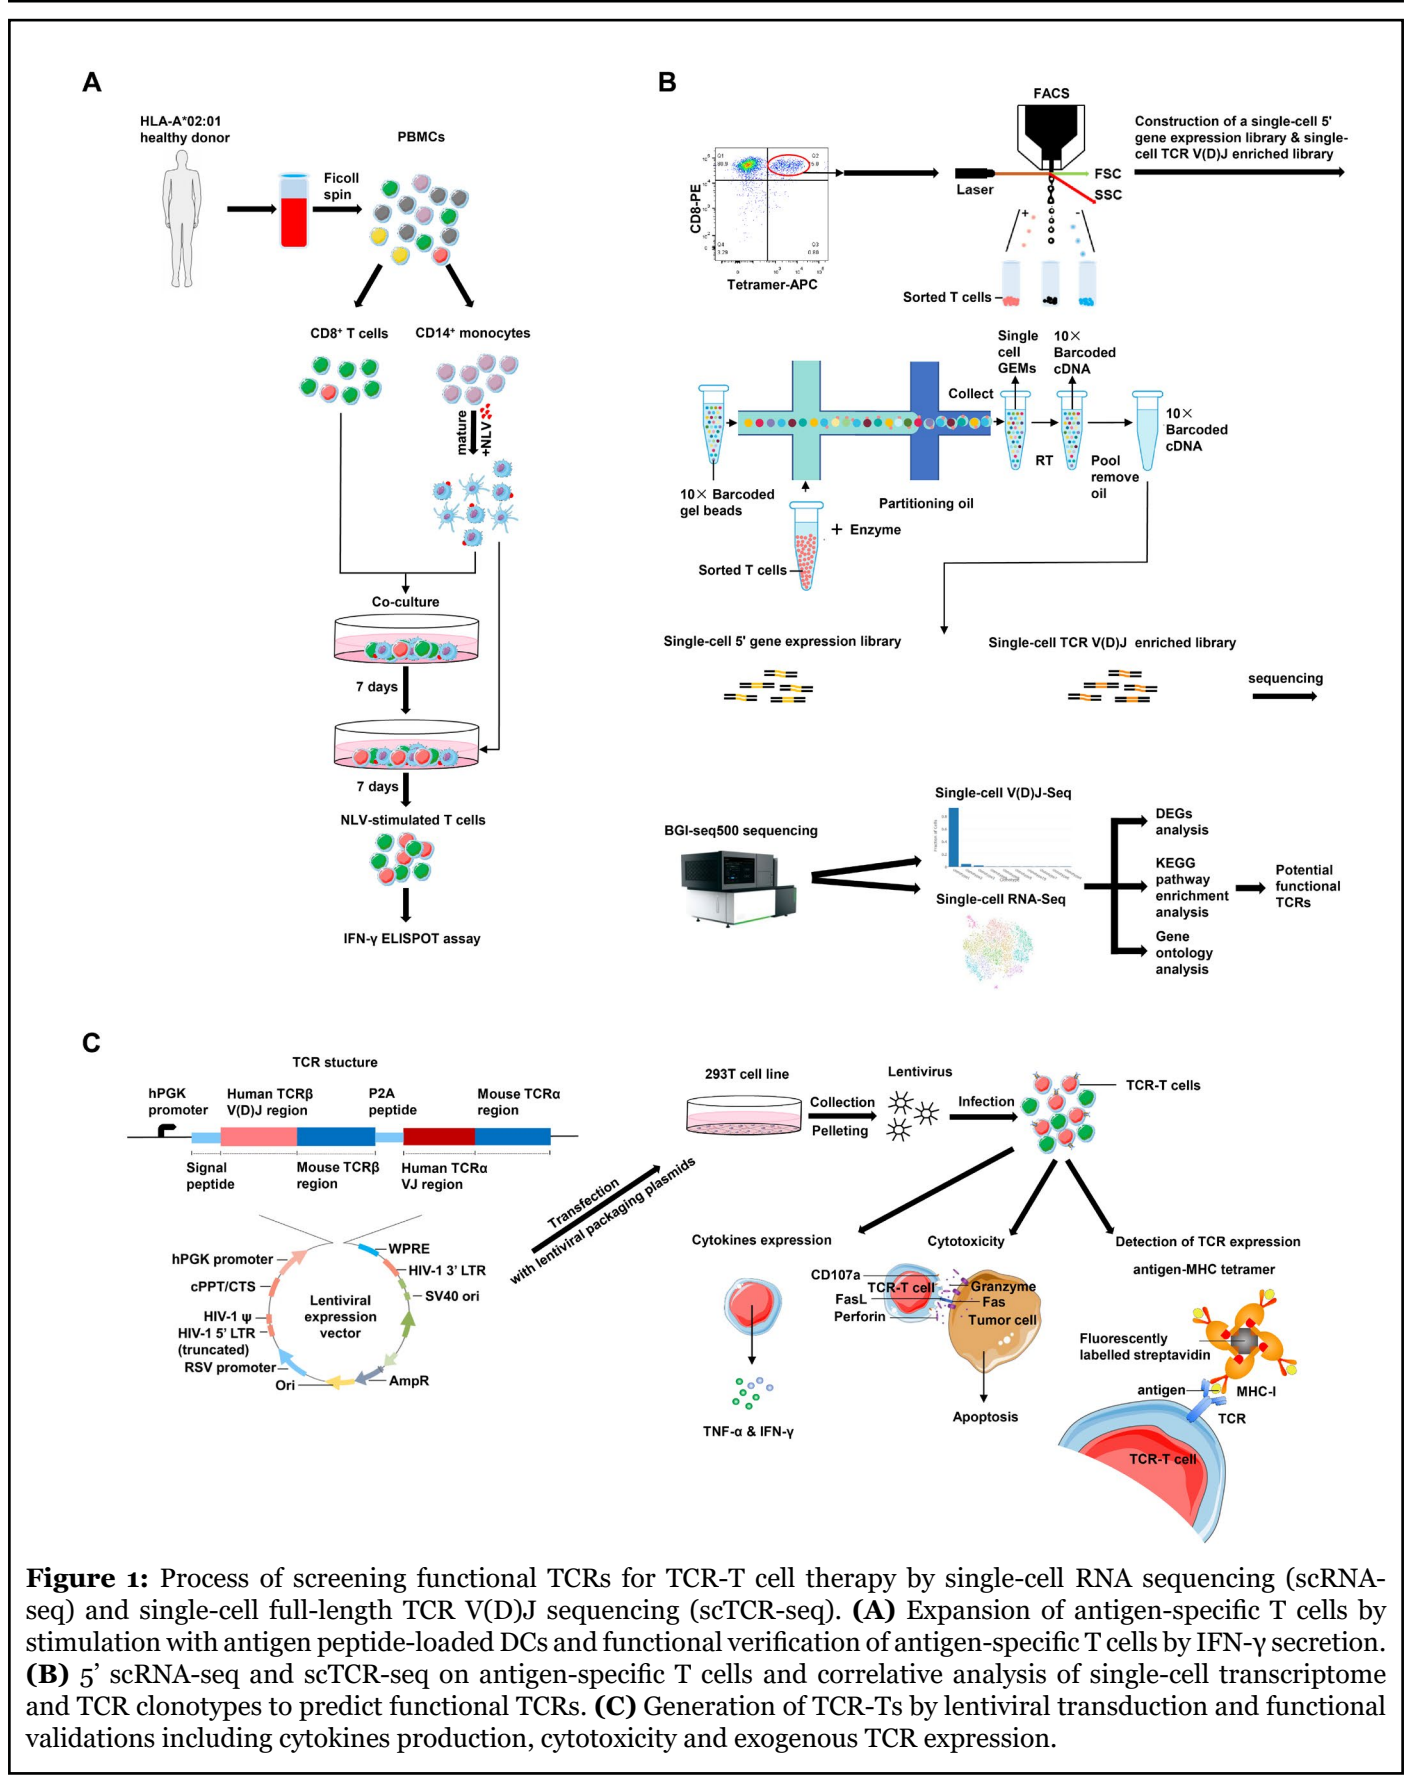 A
HLA-A*02:01
healthy donor
PBMCs
Ficoll
spin
CD8+ T cells
CD14+ monocytes
mature
+NLV
Co-culture
7 days
7 days
NLV-stimulated T cells
IFN-γ ELISPOT assay
B
FACS
Construction of a single-cell 5'
gene expression library & single-
cell TCR V(D)J enriched library
CD8-PE
Q1
Q2
Q4
Q3
Tetramer-APC
Laser
FSC
SSC
+
-
Sorted T cells
Single
cell
GEMs
10×
Barcoded
cDNA
Collect
10×
Barcoded
cDNA
RT
Pool
remove
oil
10× Barcoded
gel beads
Partitioning oil
+ Enzyme
Sorted T cells
Single-cell 5' gene expression library
Single-cell TCR V(D)J enriched library
sequencing
BGI-seq500 sequencing
Single-cell V(D)J-Seq
Single-cell RNA-Seq
DEGs
analysis
KEGG
pathway
enrichment
analysis
Gene
ontology
analysis
Potential
functional
TCRs
C
TCR stucture
hPGK
promoter
Human TCRβ
V(D)J region
P2A
peptide
Mouse TCRα
region
Signal
peptide
Mouse TCRβ
region
Human TCRα
VJ region
hPGK promoter
cPPT/CTS
HIV-1 ψ
HIV-1 5' LTR
(truncated)
RSV promoter
Ori
AmpR
SV40 ori
HIV-1 3' LTR
WPRE
Lentiviral
expression
vector
Transfection
with lentiviral packaging plasmids
293T cell line
Collection
Pelleting
Lentivirus
Infection
TCR-T cells
Cytokines expression
TNF-α & IFN-γ
Cytotoxicity
CD107a
TCR-T cell
FasL
Perforin
Granzyme
Fas
Tumor cell
Apoptosis
Detection of TCR expression
antigen-MHC tetramer
Fluorescently
labelled streptavidin
antigen
MHC-I
TCR
TCR-T cell
Figure 1: Process of screening functional TCRs for TCR-T cell therapy by single-cell RNA sequencing (scRNA-
seq) and single-cell full-length TCR V(D)J sequencing (scTCR-seq). (A) Expansion of antigen-specific T cells by
stimulation with antigen peptide-loaded DCs and functional verification of antigen-specific T cells by IFN-γ secretion.
(B) 5' scRNA-seq and scTCR-seq on antigen-specific T cells and correlative analysis of single-cell transcriptome
and TCR clonotypes to predict functional TCRs. (C) Generation of TCR-Ts by lentiviral transduction and functional
validations including cytokines production, cytotoxicity and exogenous TCR expression.